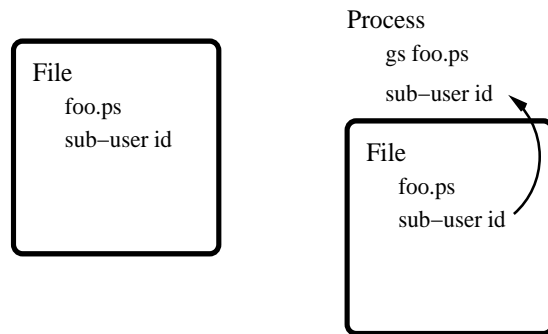 File
foo.ps
sub−user id
Process
gs foo.ps
sub−user id
File
foo.ps
sub−user id